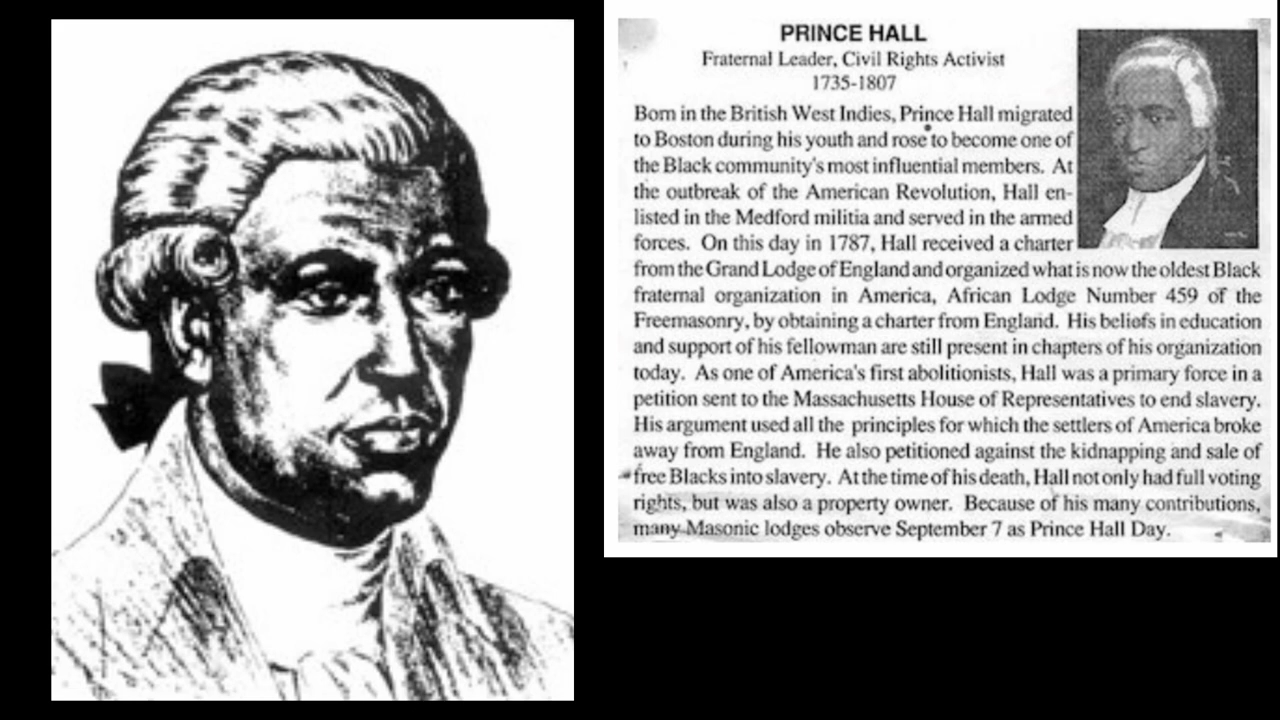 PRINCE HALL
Fraternal Leader, Civil Rights Activist
1735-1807
Born in the British West Indies, Prince Hall migrated
to Boston during his youth and rose to become one of
the Black community's most influential members. At
the outbreak of the American Revolution, Hall en-
listed in the Medford militia and served in the armed
forces. On this day in 1787, Hall received a charter
from the Grand Lodge of England and organized what is now the oldest Black
fraternal organization in America, African Lodge Number 459 of the
Freemasonry, by obtaining a charter from England. His beliefs in education
and support of his fellowman are still present in chapters of his organization
today. As one of America's first abolitionists, Hall was a primary force in a
petition sent to the Massachusetts House of Representatives to end slavery.
His argument used all the principles for which the settlers of America broke
away from England. He also petitioned against the kidnapping and sale of
free Blacks into slavery. At the time of his death, Hall not only had full voting
rights, but was also a property owner. Because of his many contributions,
many Masonic lodges observe September 7 as Prince Hall Day.